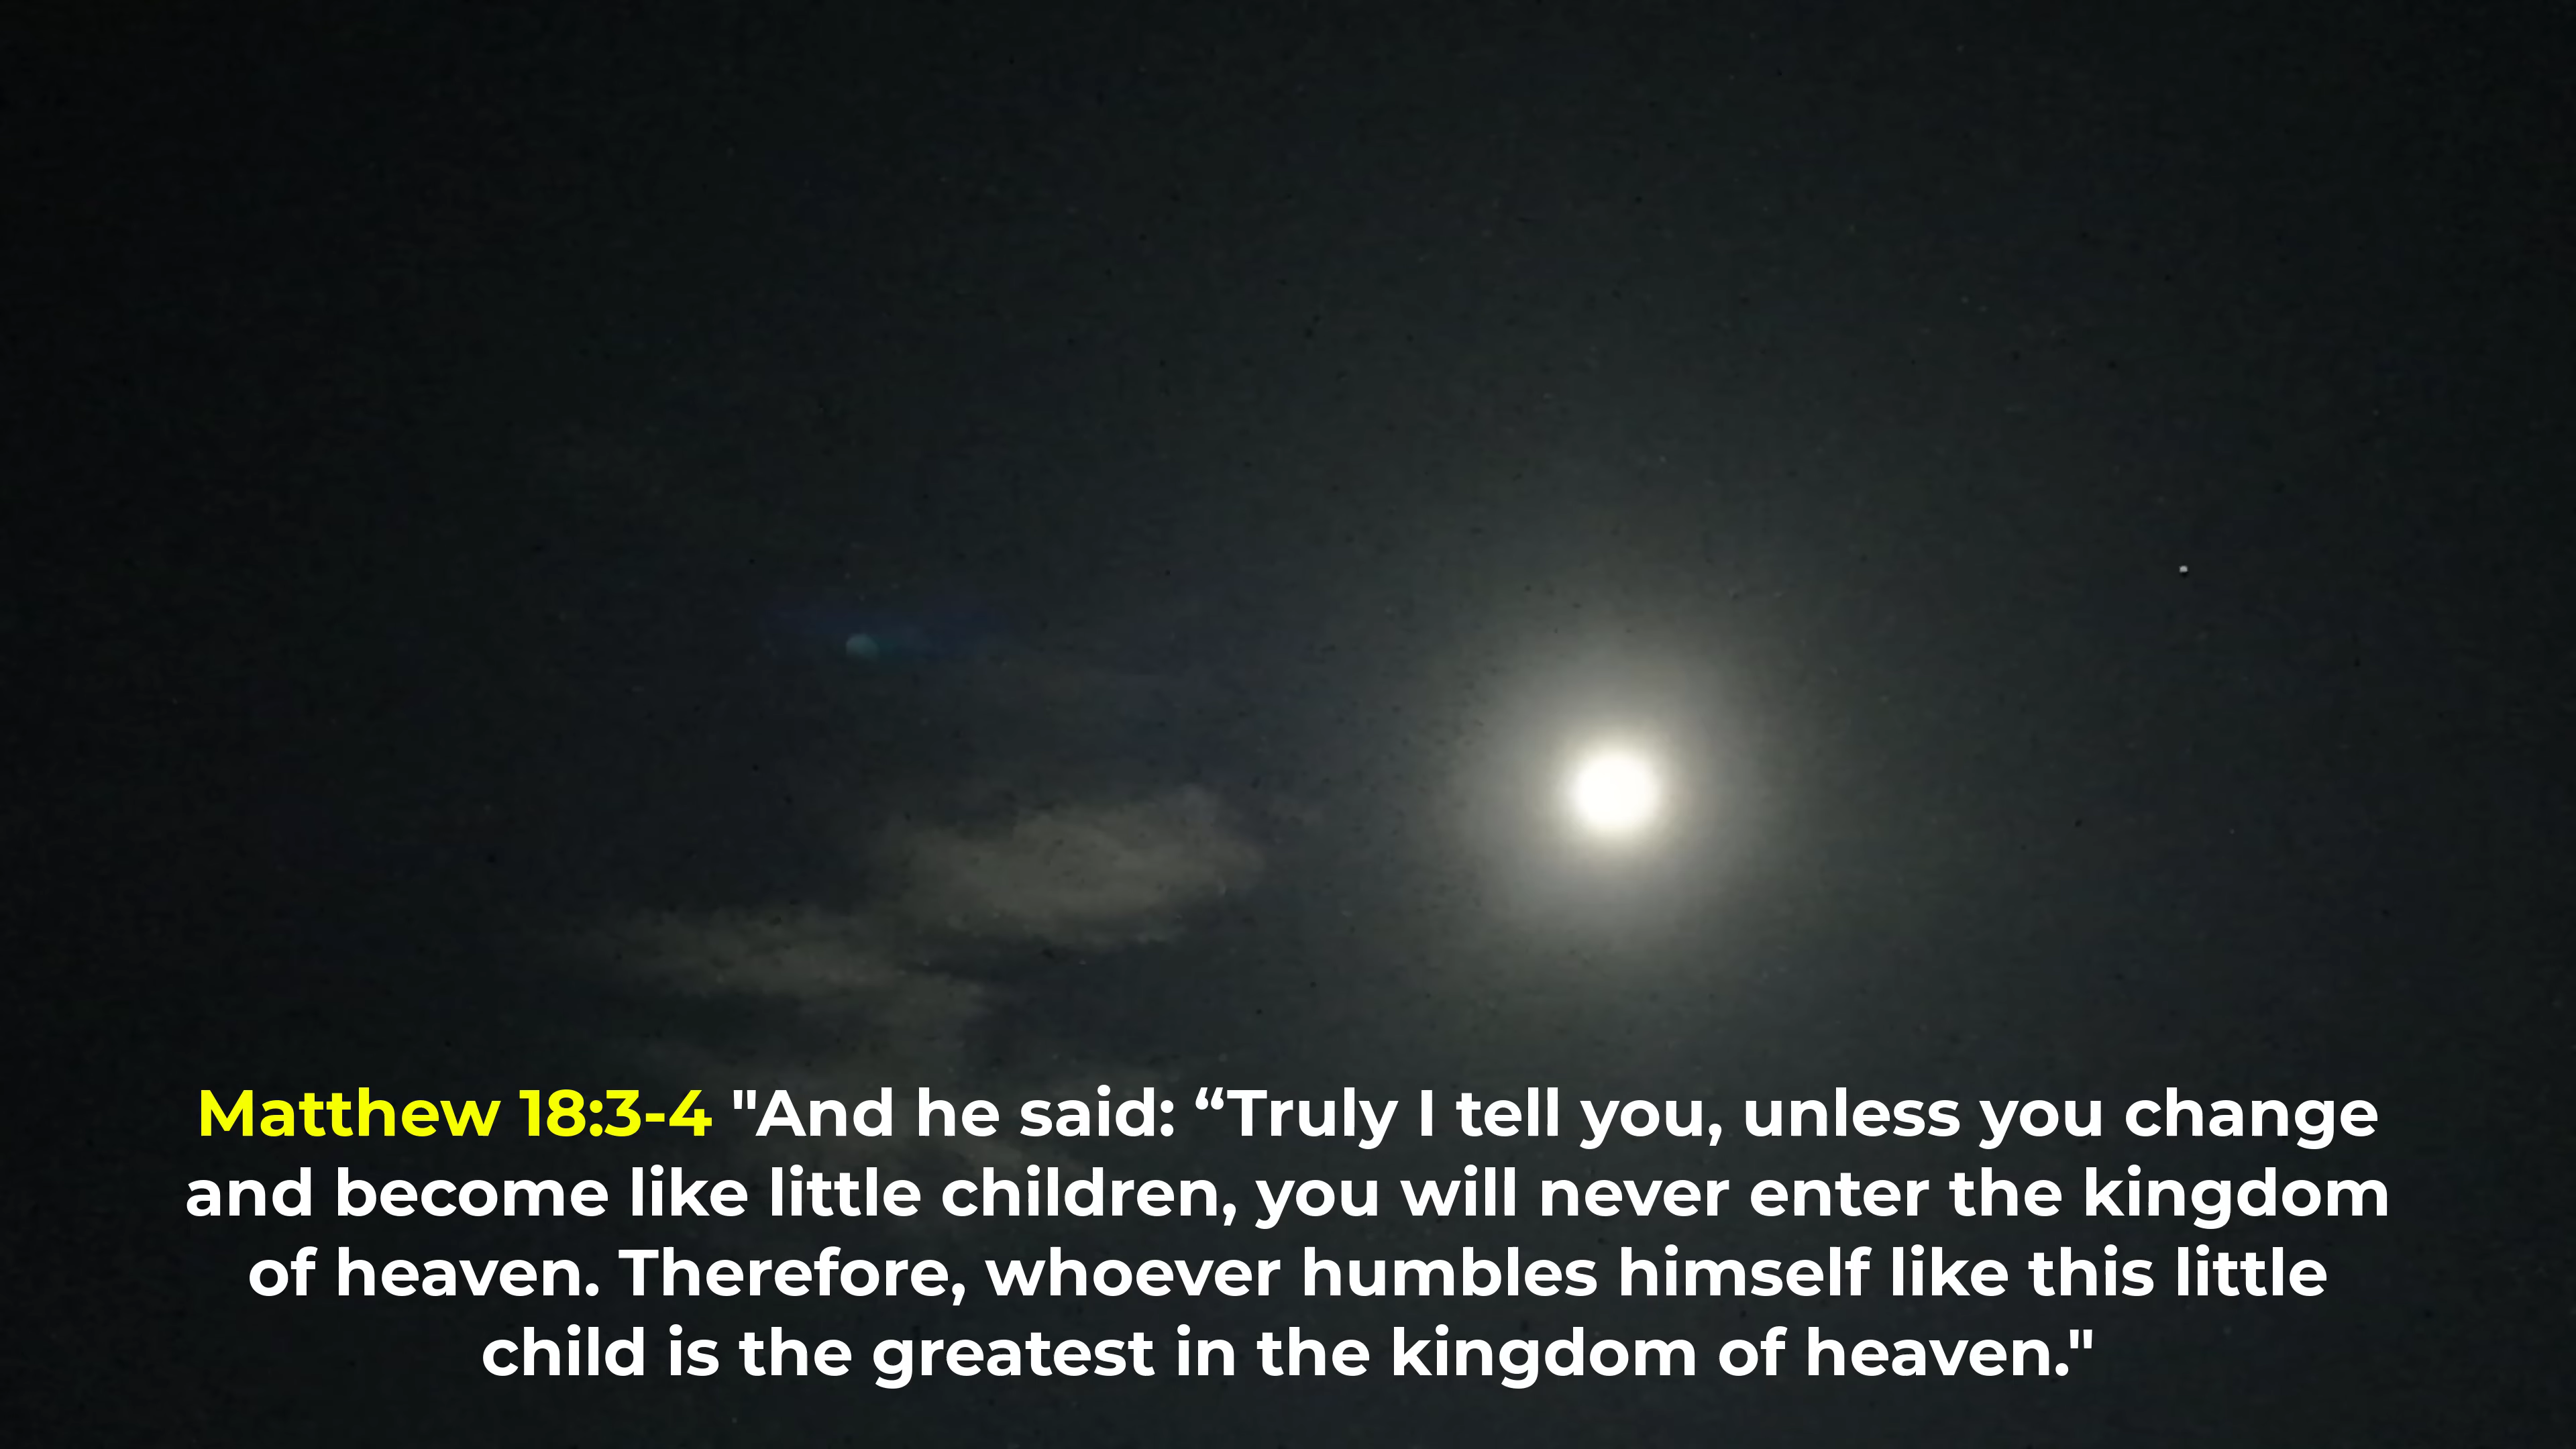 Matthew 18:3-4 "And he said: “Truly I tell you, unless you change
and become like little children, you will never enter the kingdom
of heaven. Therefore, whoever humbles himself like this little
child is the greatest in the kingdom of heaven."